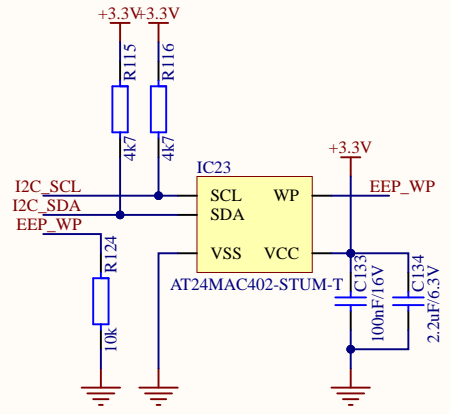 +3.3V
+3.3V
R115
4k7
R116
4k7
+3.3V
IC23
I2C_SCL
I2C_SDA
EEP_WP
SCL
SDA
VSS
WP
VCC
EEP_WP
AT24MAC402-STUM-T
R124
10k
C133
100nF/16V
C134
2.2uF/6.3V